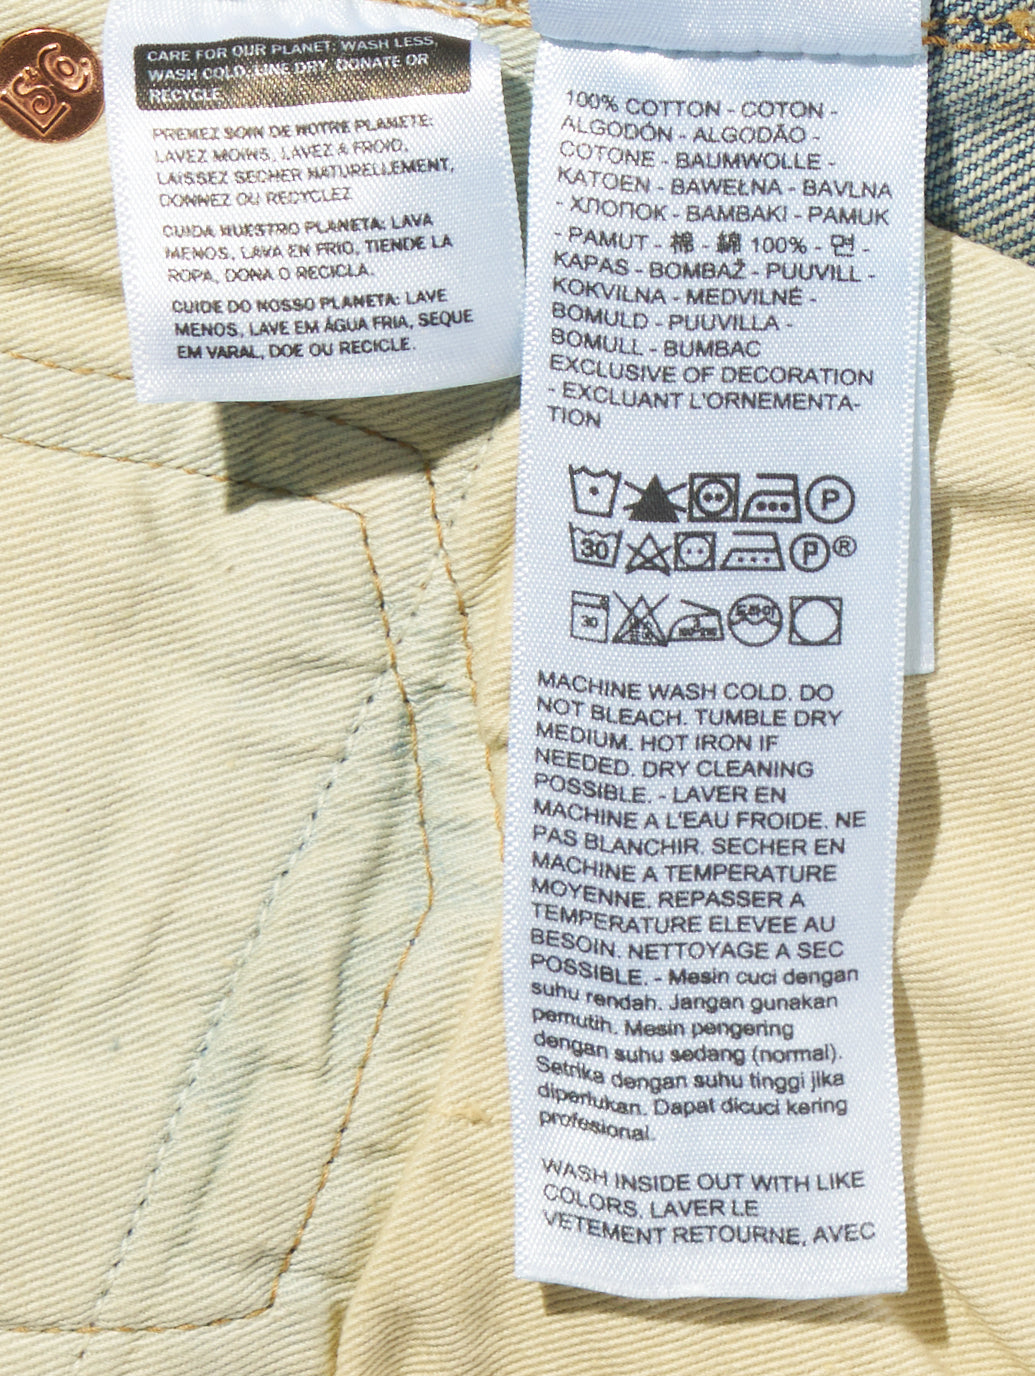 LS&Co.
CARE FOR OUR PLANET: WASH LESS,
WASH COLD, LINE DRY, DONATE OR
RECYCLE.
PRENEZ SOIN DE NOTRE PLANETE:
LAVEZ MOINS, LAVEZ A FROID,
LAISSEZ SECHER NATURELLEMENT,
DONNEZ OU RECYCLEZ
CUIDA NUESTRO PLANETA: LAVA
MENOS, LAVA EN FRIO, TIENDE LA
ROPA, DONA O RECICLA.
CUIDE DO NOSSO PLANETA: LAVE
MENOS, LAVE EM ÁGUA FRIA, SEQUE
EM VARAL, DOE OU RECICLE.
100% COTTON - COTON -
ALGODÓN - ALGODÃO -
COTONE - BAUMWOLLE -
KATOEN - BAWEŁNA - BAVLNA
- ХЛОПОК - BAMBAKI - PAMUK
- PAMUT - 棉 - 綿 100% - 면 -
KAPAS - BOMBAŽ - PUUVILL -
KOKVILNA - MEDVILNĖ -
BOMULD - PUUVILLA -
BOMULL - BUMBAC
EXCLUSIVE OF DECORATION
- EXCLUANT L'ORNEMENTA-
TION
P
30 P®
30 드라이
MACHINE WASH COLD. DO
NOT BLEACH. TUMBLE DRY
MEDIUM. HOT IRON IF
NEEDED. DRY CLEANING
POSSIBLE. - LAVER EN
MACHINE A L'EAU FROIDE. NE
PAS BLANCHIR. SECHER EN
MACHINE A TEMPERATURE
MOYENNE. REPASSER A
TEMPERATURE ELEVEE AU
BESOIN. NETTOYAGE A SEC
POSSIBLE. - Mesin cuci dengan
suhu rendah. Jangan gunakan
pemutih. Mesin pengering
dengan suhu sedang (normal).
Setrika dengan suhu tinggi jika
diperlukan. Dapat dicuci kering
profesional.
WASH INSIDE OUT WITH LIKE
COLORS. LAVER LE
VETEMENT RETOURNE, AVEC